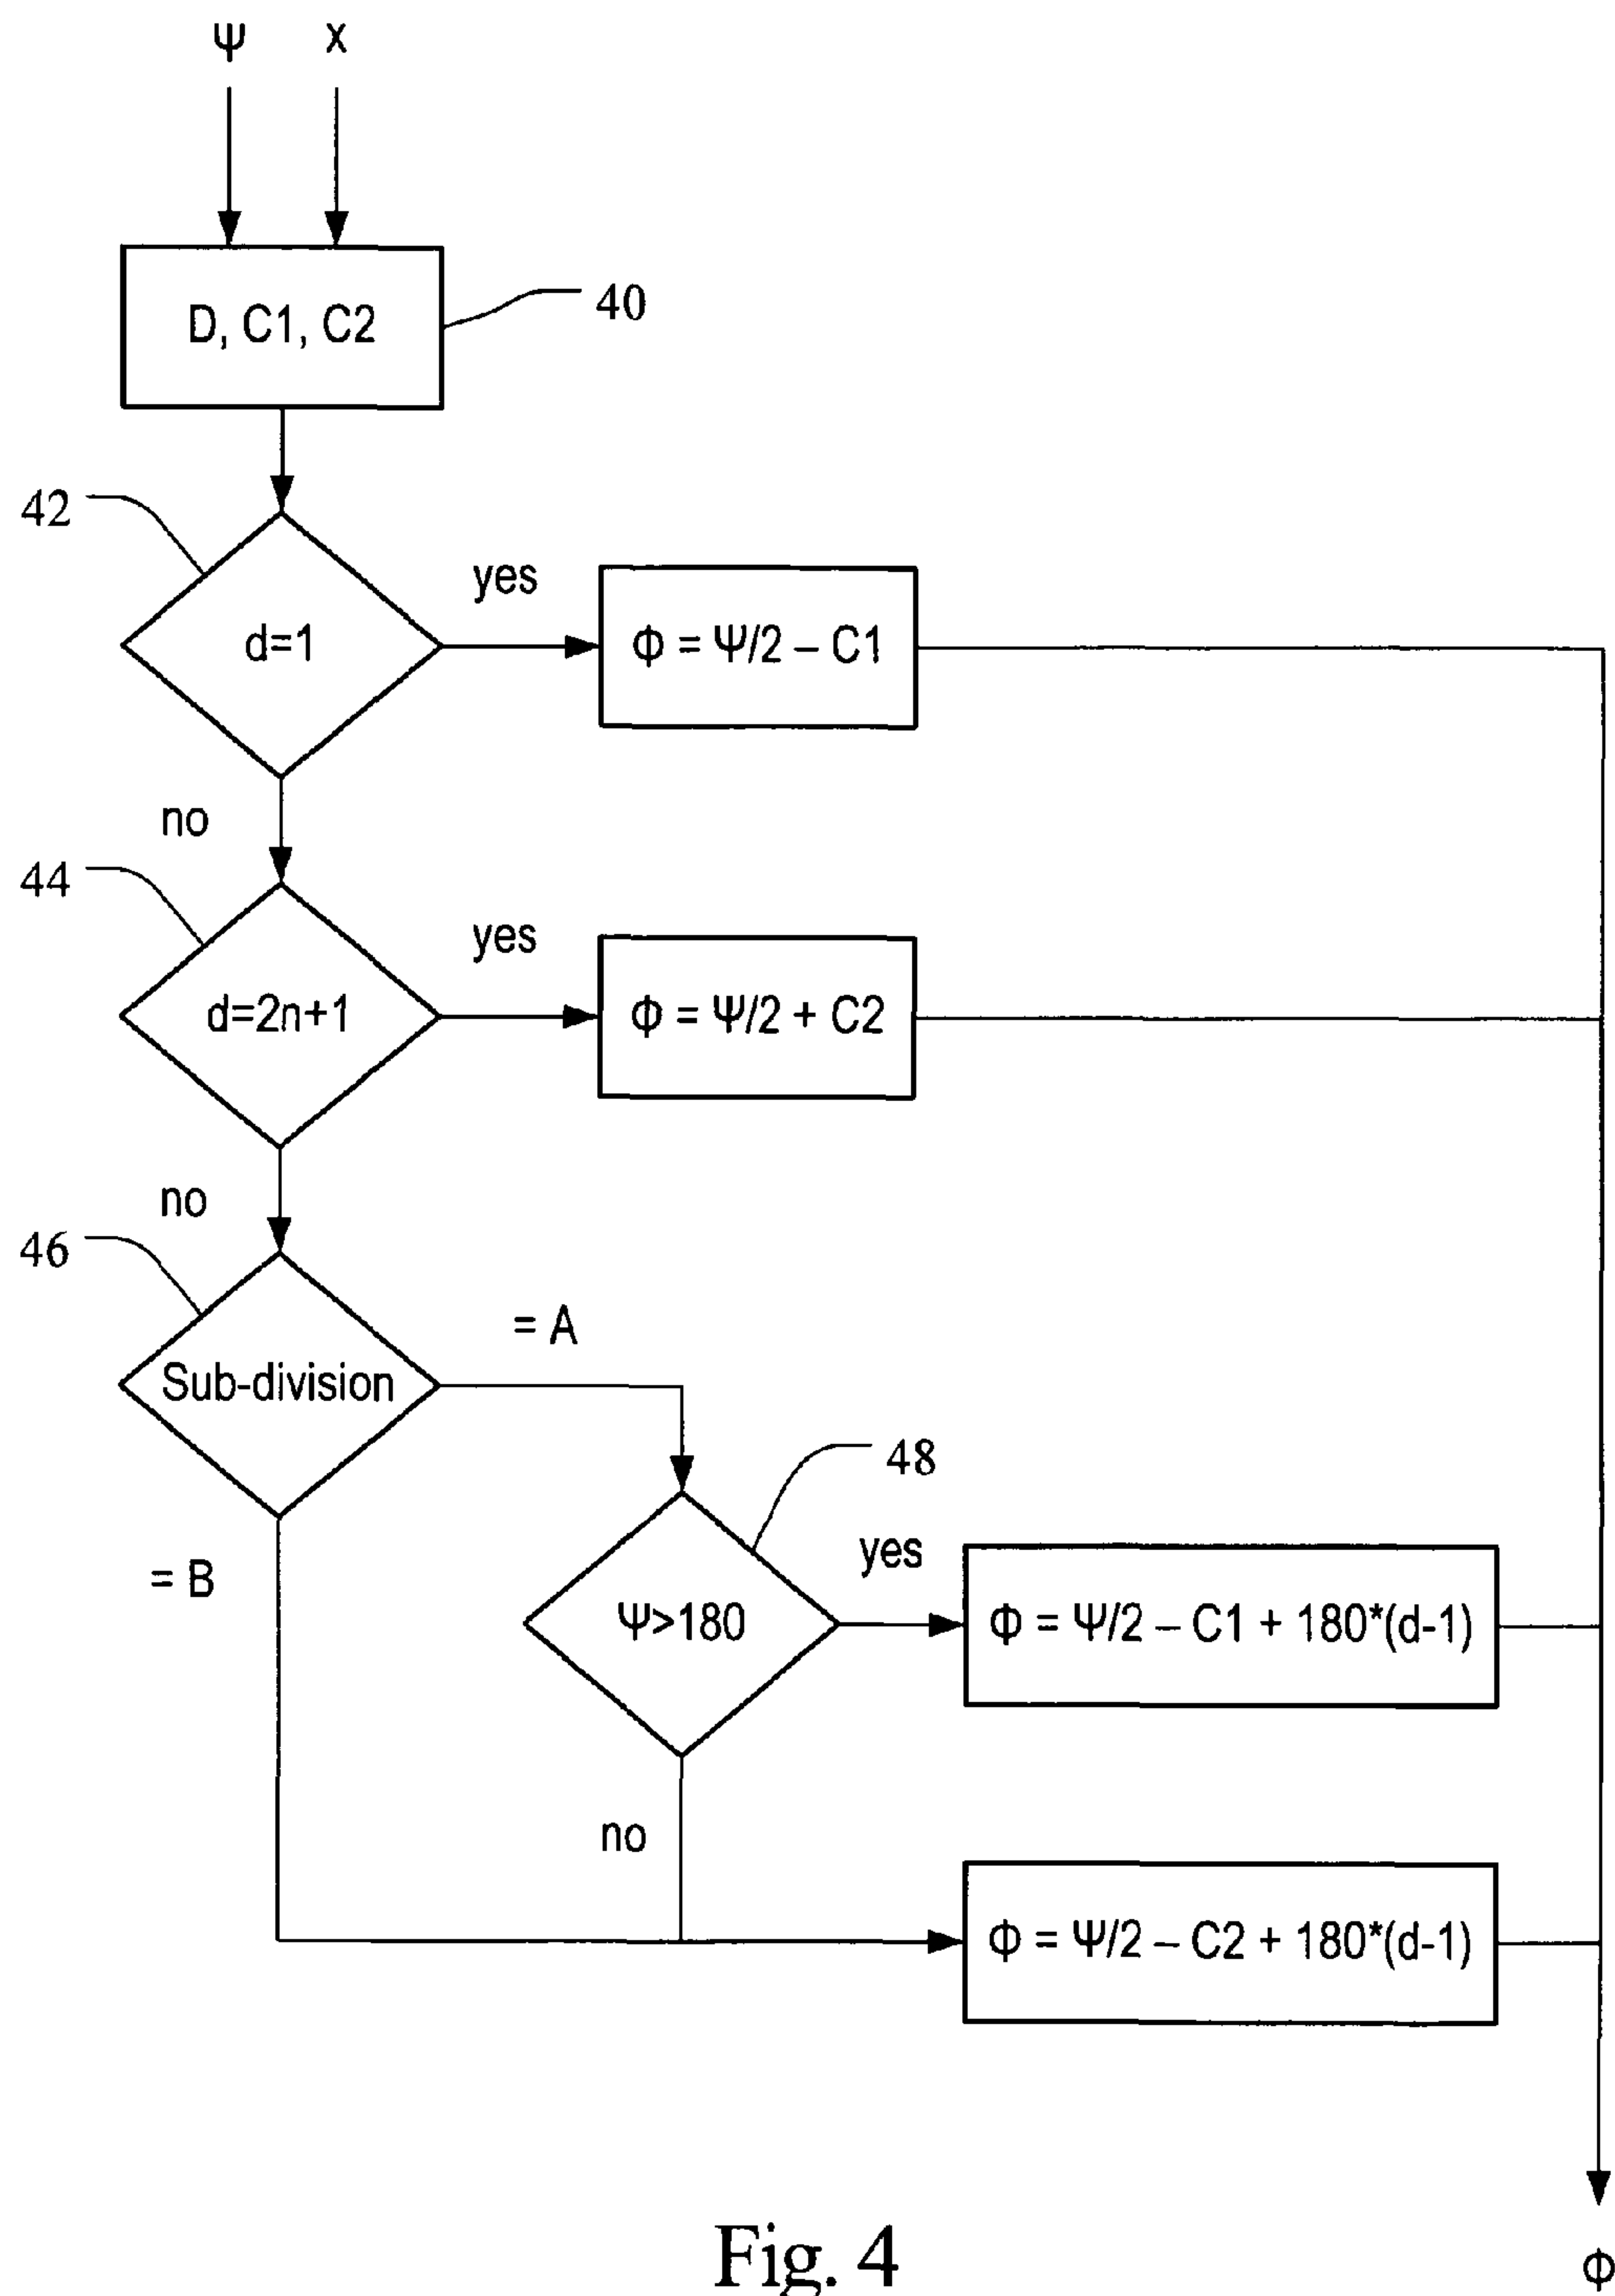 Ψ x
D, C1, C2
40
42
d=1
yes
Φ = Ψ/2 – C1
no
44
d=2n+1
yes
Φ = Ψ/2 + C2
no
46
Sub-division
= A
= B
48
Ψ>180
yes
Φ = Ψ/2 – C1 + 180*(d-1)
no
Φ = Ψ/2 – C2 + 180*(d-1)
Fig. 4
Φ